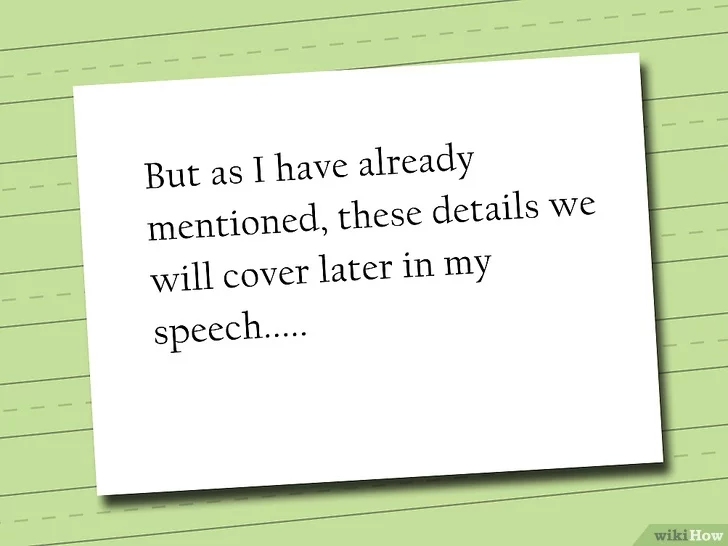 But as I have already
mentioned, these details we
will cover later in my
speech.....
wikiHow